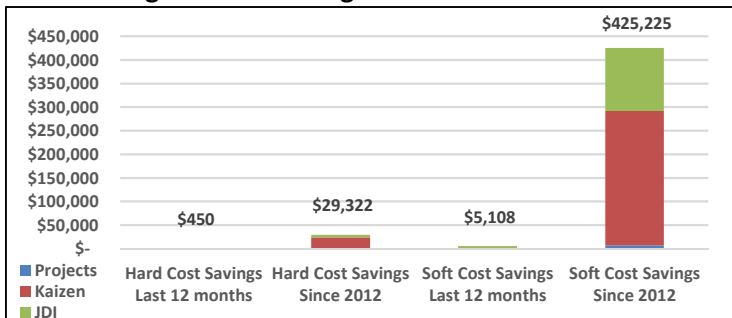 $450,000
$400,000
$350,000
$300,000
$250,000
$200,000
$150,000
$100,000
$50,000
$-
$450
$29,322
$5,108
$425,225
Hard Cost Savings
Last 12 months
Hard Cost Savings
Since 2012
Soft Cost Savings
Last 12 months
Soft Cost Savings
Since 2012
Projects
Kaizen
JDI